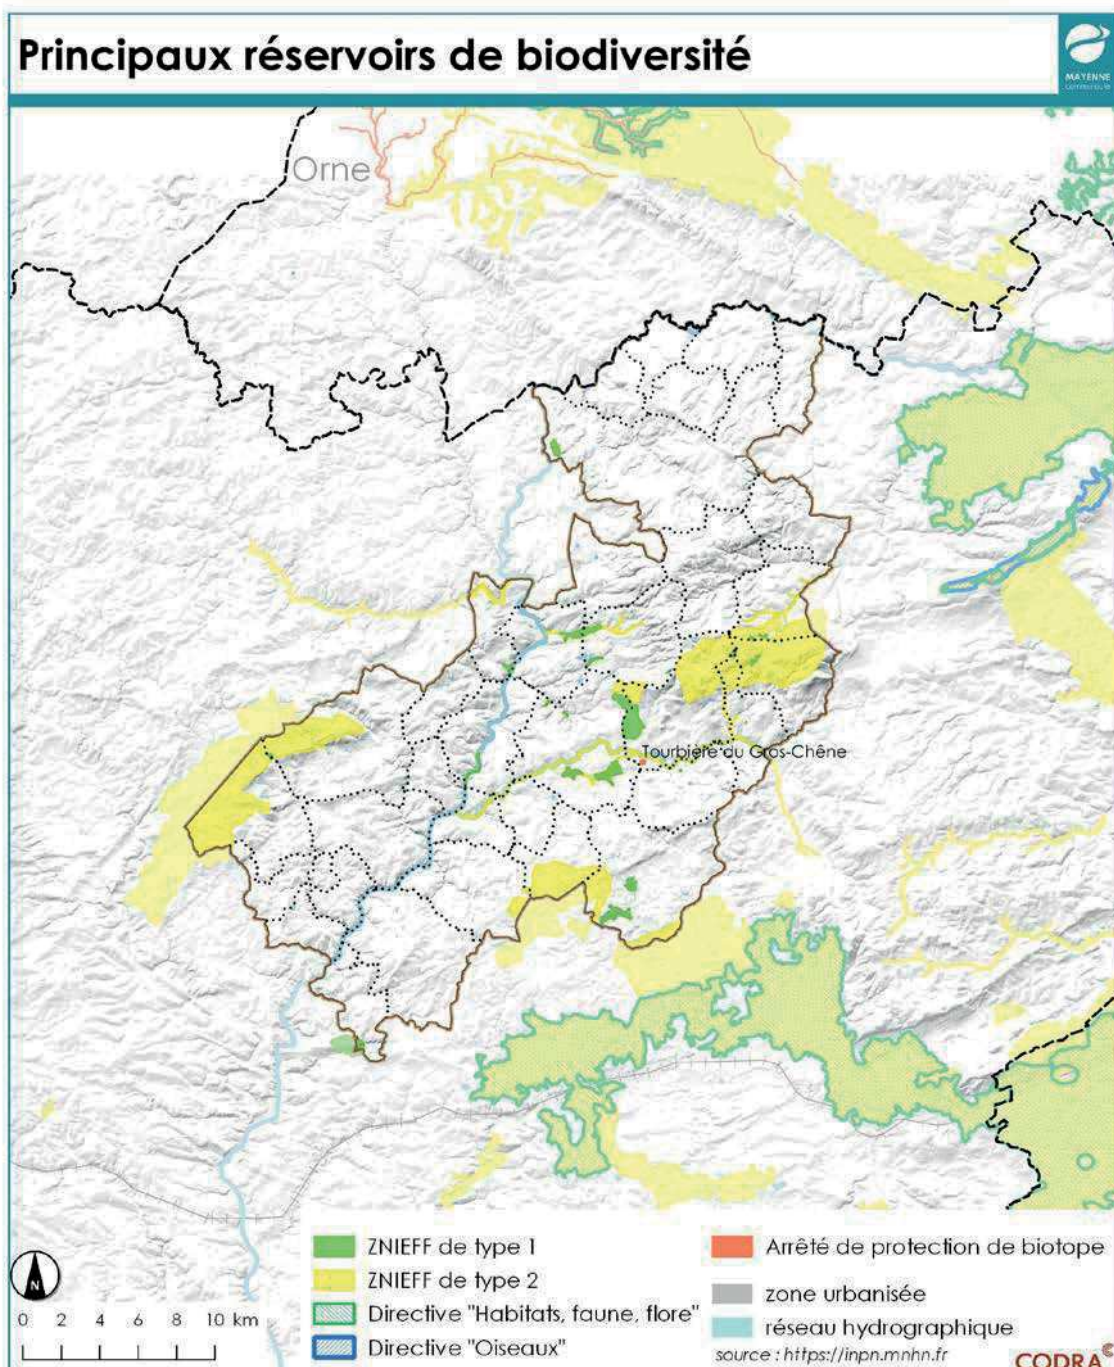 Principaux réservoirs de biodiversité
MAYENNE
communauté
Orne
Tourbière du Gros-Chêne
N
0 2 4 6 8 10 km
ZNIEFF de type 1
ZNIEFF de type 2
Directive "Habitats, faune, flore"
Directive "Oiseaux"
Arrêté de protection de biotope
zone urbanisée
réseau hydrographique
source : https://inpn.mnhn.fr
CODRA©